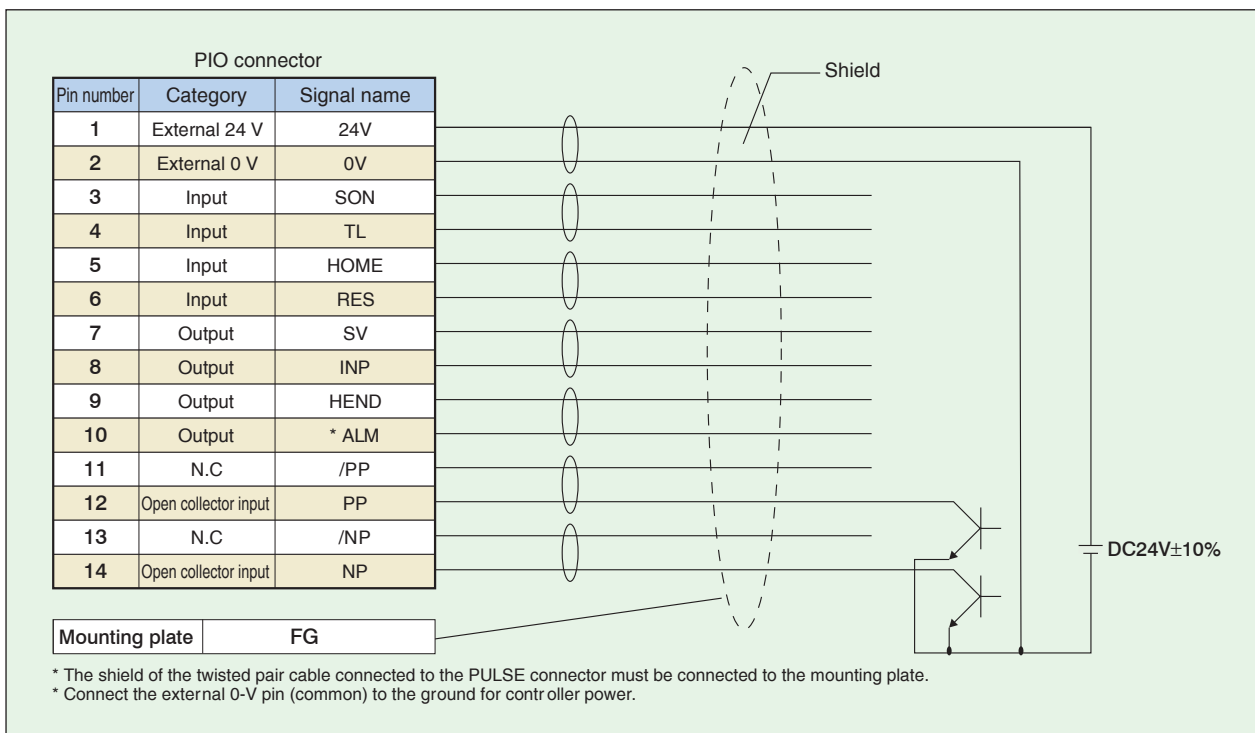 PIO connector
Shield
Pin number Category Signal name
1 External 24 V 24V
2 External 0 V 0V
3 Input SON
4 Input TL
5 Input HOME
6 Input RES
7 Output SV
8 Output INP
9 Output HEND
10 Output * ALM
11 N.C /PP
12 Open collector input PP
13 N.C /NP
14 Open collector input NP
DC24V±10%
Mounting plate FG
* The shield of the twisted pair cable connected to the PULSE connector must be connected to the mounting plate.
* Connect the external 0-V pin (common) to the ground for contr oller power.